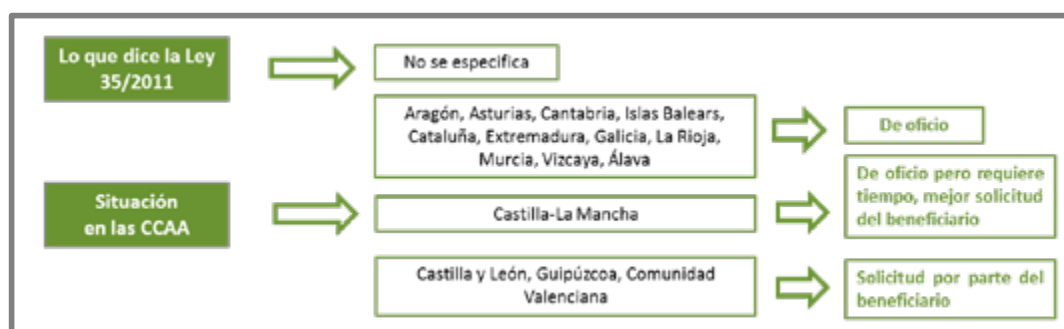 Lo que dice la Ley
35/2011
No se especifica
Aragón, Asturias, Cantabria, Islas Balears,
Cataluña, Extremadura, Galicia, La Rioja,
Murcia, Vizcaya, Álava
De oficio
Situación
en las CCAA
Castilla-La Mancha
De oficio pero requiere
tiempo, mejor solicitud
del beneficiario
Castilla y León, Guipúzcoa, Comunidad
Valenciana
Solicitud por parte del
beneficiario